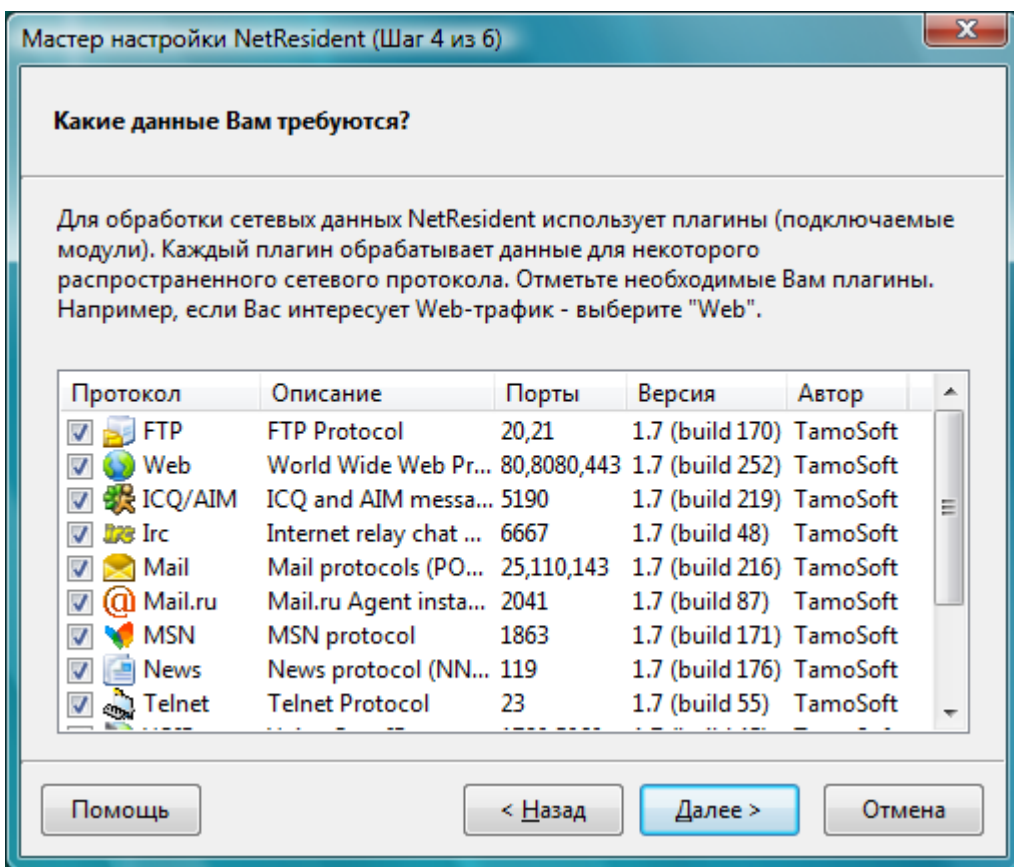 Мастер настройки NetResident (Шаг 4 из 6)
Какие данные Вам требуются?
Для обработки сетевых данных NetResident использует плагины (подключаемые
модули). Каждый плагин обрабатывает данные для некоторого
распространенного сетевого протокола. Отметьте необходимые Вам плагины.
Например, если Вас интересует Web-трафик - выберите "Web".
Протокол Описание Порты Версия Автор
FTP FTP Protocol 20,21 1.7 (build 170) TamoSoft
Web World Wide Web Pr... 80,8080,443 1.7 (build 252) TamoSoft
ICQ/AIM ICQ and AIM messa... 5190 1.7 (build 219) TamoSoft
Irc Internet relay chat ... 6667 1.7 (build 48) TamoSoft
Mail Mail protocols (PO... 25,110,143 1.7 (build 216) TamoSoft
Mail.ru Mail.ru Agent insta... 2041 1.7 (build 87) TamoSoft
MSN MSN protocol 1863 1.7 (build 171) TamoSoft
News News protocol (NN... 119 1.7 (build 176) TamoSoft
Telnet Telnet Protocol 23 1.7 (build 55) TamoSoft
Помощь < Назад Далее > Отмена